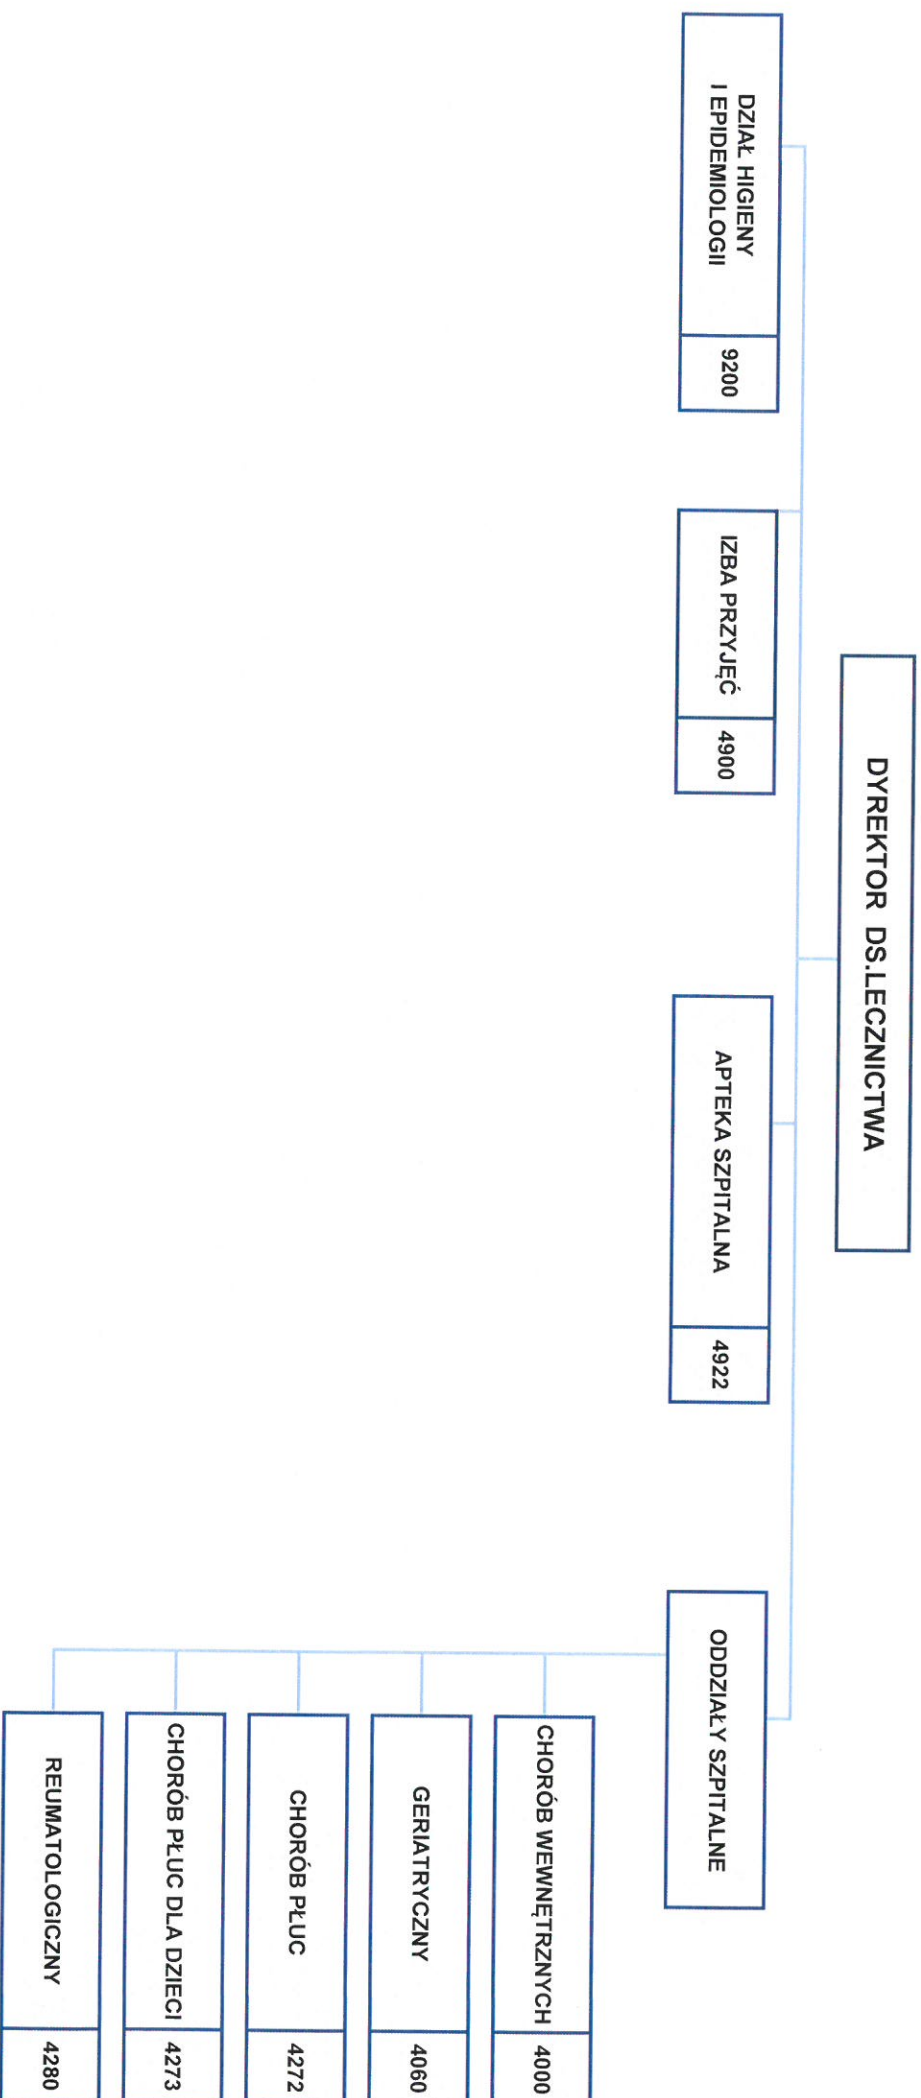 DYREKTOR DS.LECZNICTWA
DZIAŁ HIGIENY
I EPIDEMIOLOGII
9200
IZBA PRZYJĘĆ
4900
APTEKA SZPITALNA
4922
ODDZIAŁY SZPITALNE
CHORÓB WEWNĘTRZNYCH
4000
GERIATRYCZNY
4060
CHORÓB PŁUC
4272
CHORÓB PŁUC DLA DZIECI
4273
REUMATOLOGICZNY
4280